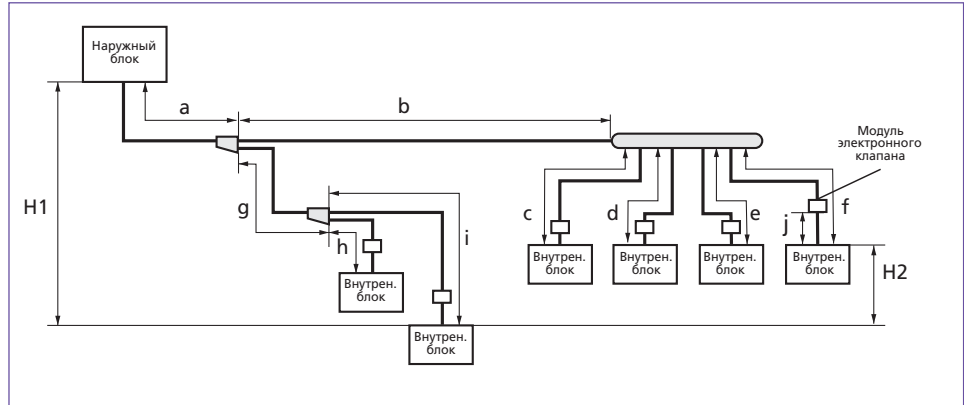 Наружный
блок
a
b
Модуль
электронного
клапана
H1
g
h
i
c
d
e
j
f
H2
Внутрен.
блок
Внутрен.
блок
Внутрен.
блок
Внутрен.
блок
Внутрен.
блок
Внутрен.
блок